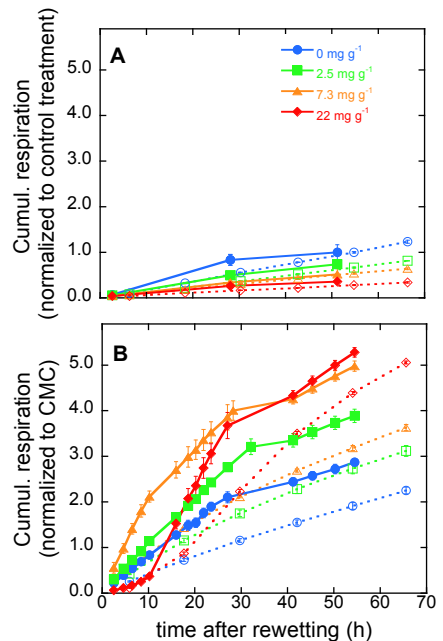 A
0 mg g⁻¹
2.5 mg g⁻¹
7.3 mg g⁻¹
22 mg g⁻¹
5.0
4.0
3.0
2.0
1.0
0.0
Cumul. respiration
(normalized to control treatment)
B
5.0
4.0
3.0
2.0
1.0
0.0
Cumul. respiration
(normalized to CMC)
0 10 20 30 40 50 60 70
time after rewetting (h)